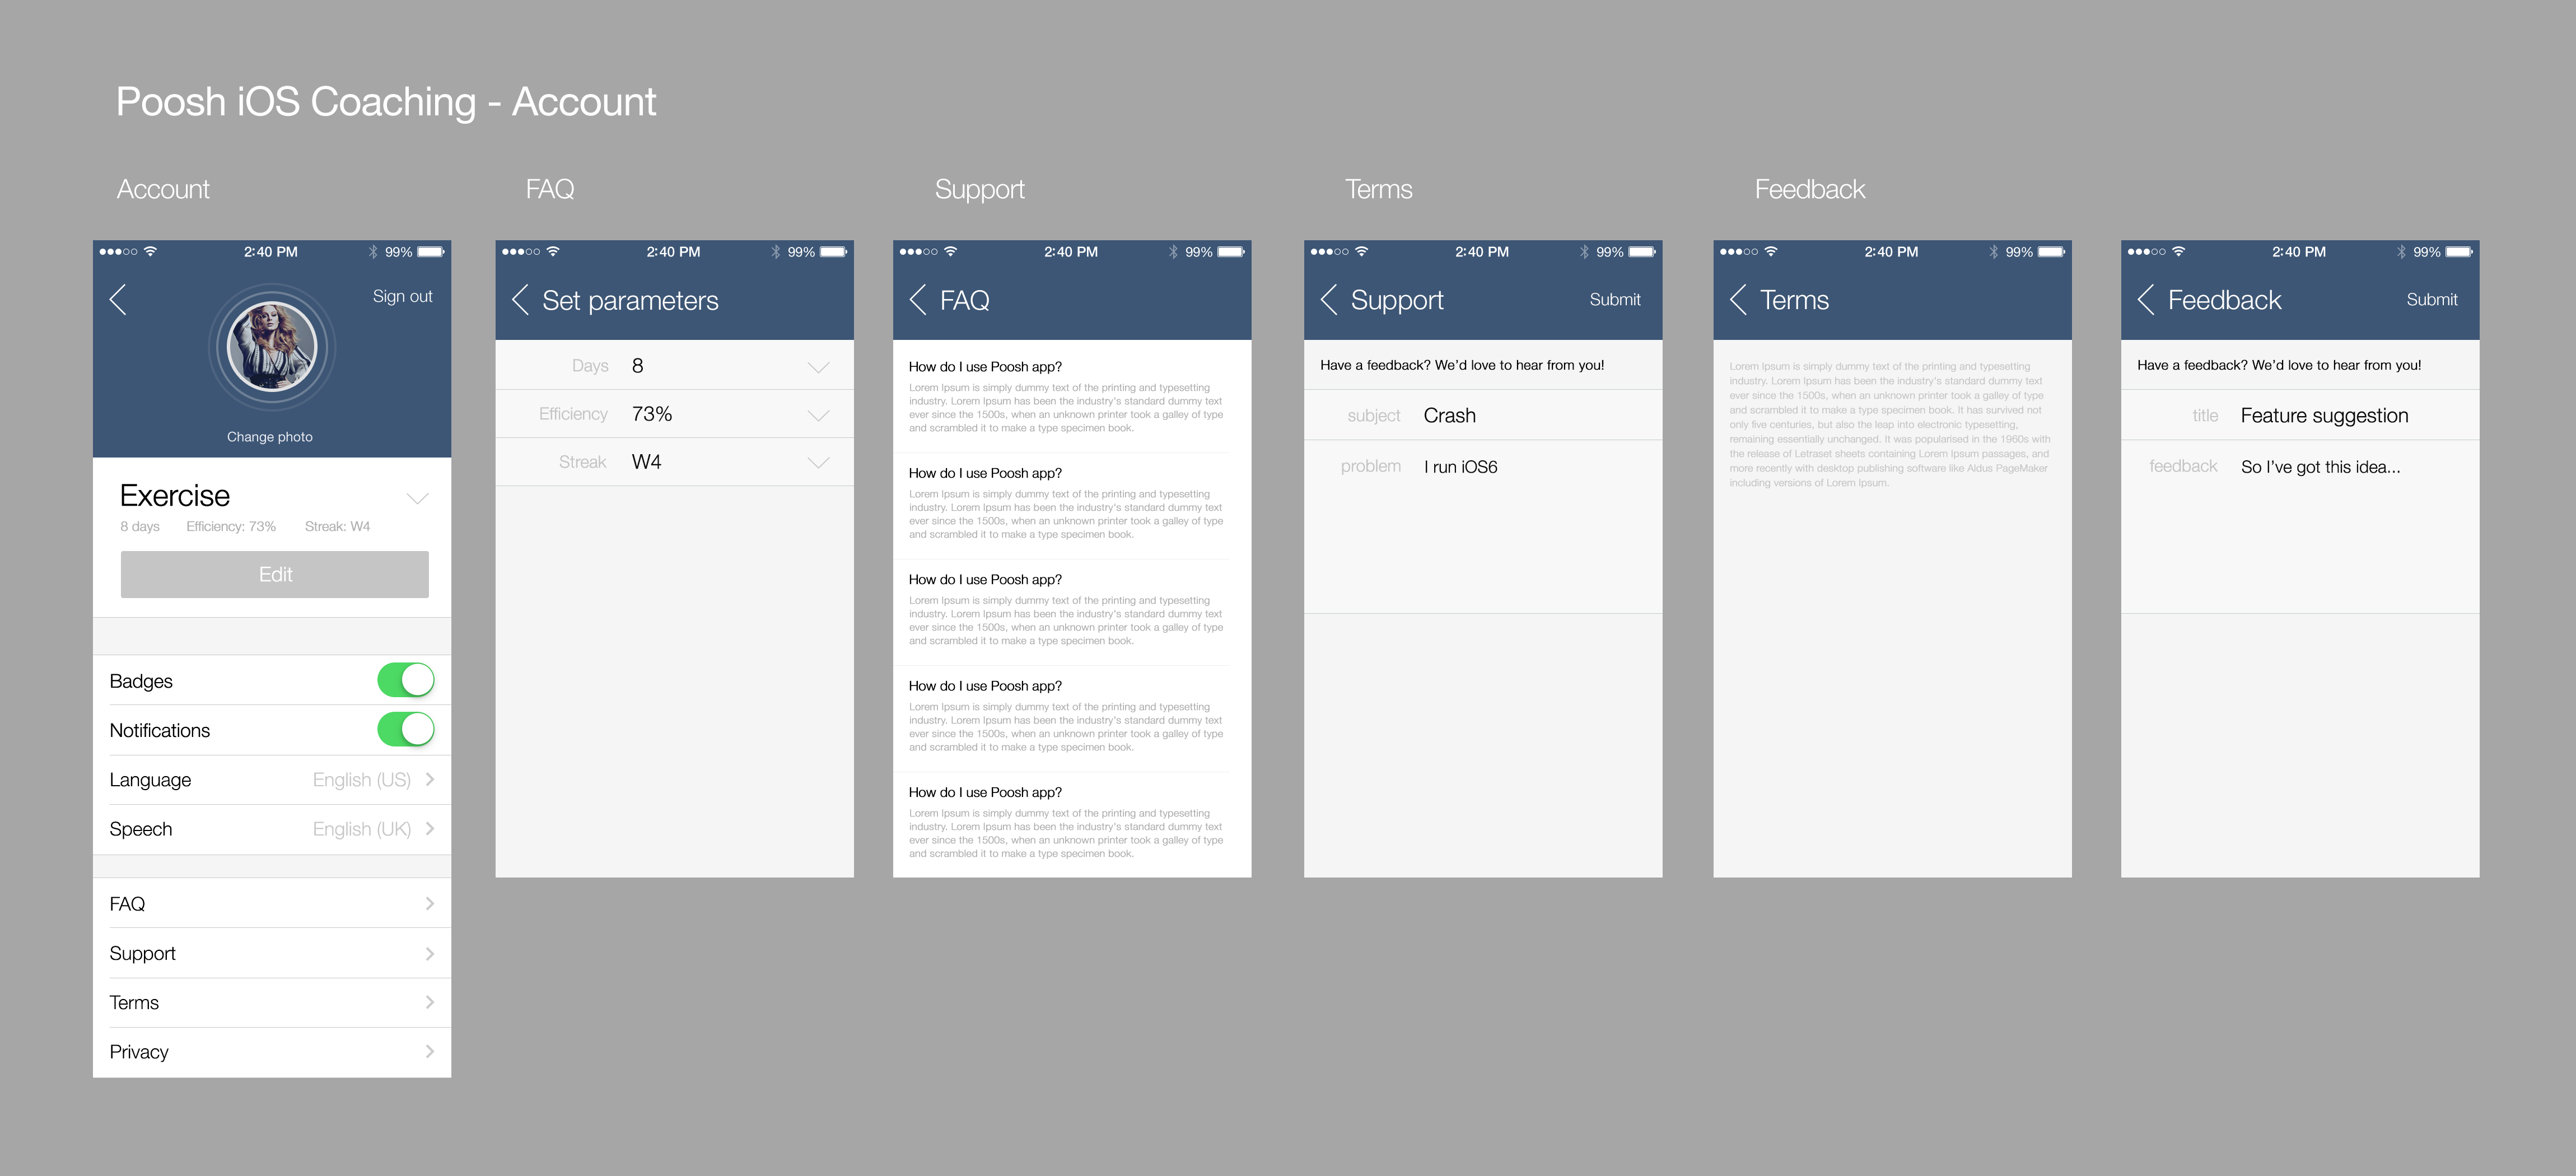 Poosh iOS Coaching - Account
Account
FAQ
Support
Terms
Feedback
2:40 PM 99%
Sign out
Change photo
Exercise
8 days Efficiency: 73% Streak: W4
Edit
Badges
Notifications
Language English (US)
Speech English (UK)
FAQ
Support
Terms
Privacy
2:40 PM 99%
Set parameters
Days 8
Efficiency 73%
Streak W4
2:40 PM 99%
FAQ
How do I use Poosh app?
Lorem Ipsum is simply dummy text of the printing and typesetting
industry. Lorem Ipsum has been the industry's standard dummy text
ever since the 1500s, when an unknown printer took a galley of type
and scrambled it to make a type specimen book.
How do I use Poosh app?
Lorem Ipsum is simply dummy text of the printing and typesetting
industry. Lorem Ipsum has been the industry's standard dummy text
ever since the 1500s, when an unknown printer took a galley of type
and scrambled it to make a type specimen book.
How do I use Poosh app?
Lorem Ipsum is simply dummy text of the printing and typesetting
industry. Lorem Ipsum has been the industry's standard dummy text
ever since the 1500s, when an unknown printer took a galley of type
and scrambled it to make a type specimen book.
How do I use Poosh app?
Lorem Ipsum is simply dummy text of the printing and typesetting
industry. Lorem Ipsum has been the industry's standard dummy text
ever since the 1500s, when an unknown printer took a galley of type
and scrambled it to make a type specimen book.
How do I use Poosh app?
Lorem Ipsum is simply dummy text of the printing and typesetting
industry. Lorem Ipsum has been the industry's standard dummy text
ever since the 1500s, when an unknown printer took a galley of type
and scrambled it to make a type specimen book.
2:40 PM 99%
Support Submit
Have a feedback? We'd love to hear from you!
subject Crash
problem I run iOS6
2:40 PM 99%
Terms
Lorem Ipsum is simply dummy text of the printing and typesetting
industry. Lorem Ipsum has been the industry's standard dummy text
ever since the 1500s, when an unknown printer took a galley of type
and scrambled it to make a type specimen book. It has survived not
only five centuries, but also the leap into electronic typesetting,
remaining essentially unchanged. It was popularised in the 1960s with
the release of Letraset sheets containing Lorem Ipsum passages, and
more recently with desktop publishing software like Aldus PageMaker
including versions of Lorem Ipsum.
2:40 PM 99%
Feedback Submit
Have a feedback? We'd love to hear from you!
title Feature suggestion
feedback So I've got this idea...